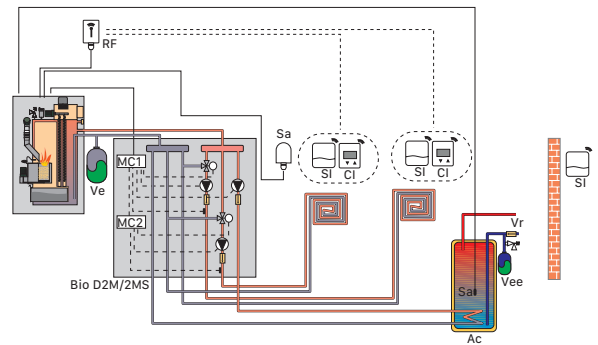 RF
Sa
SI CI
SI CI
SI
MC1
Ve
MC2
Vr
Vee
Bio D2M/2MS
Sa
Ac